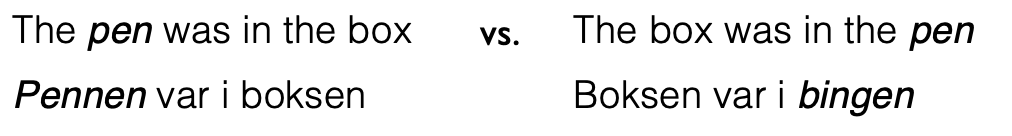 The pen was in the box vs. The box was in the pen
Pennen var i boksen Boksen var i bingen